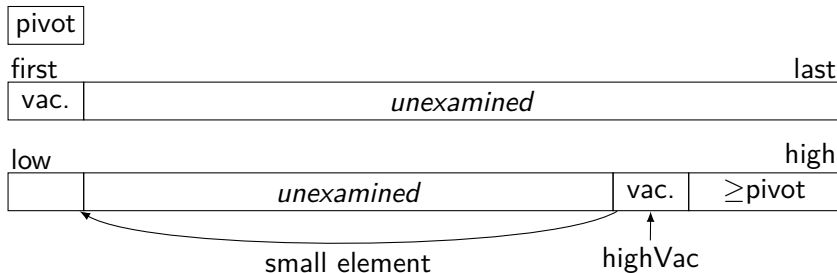 pivot
first last
vac. unexamined
low high
unexamined vac. ≥pivot
small element highVac